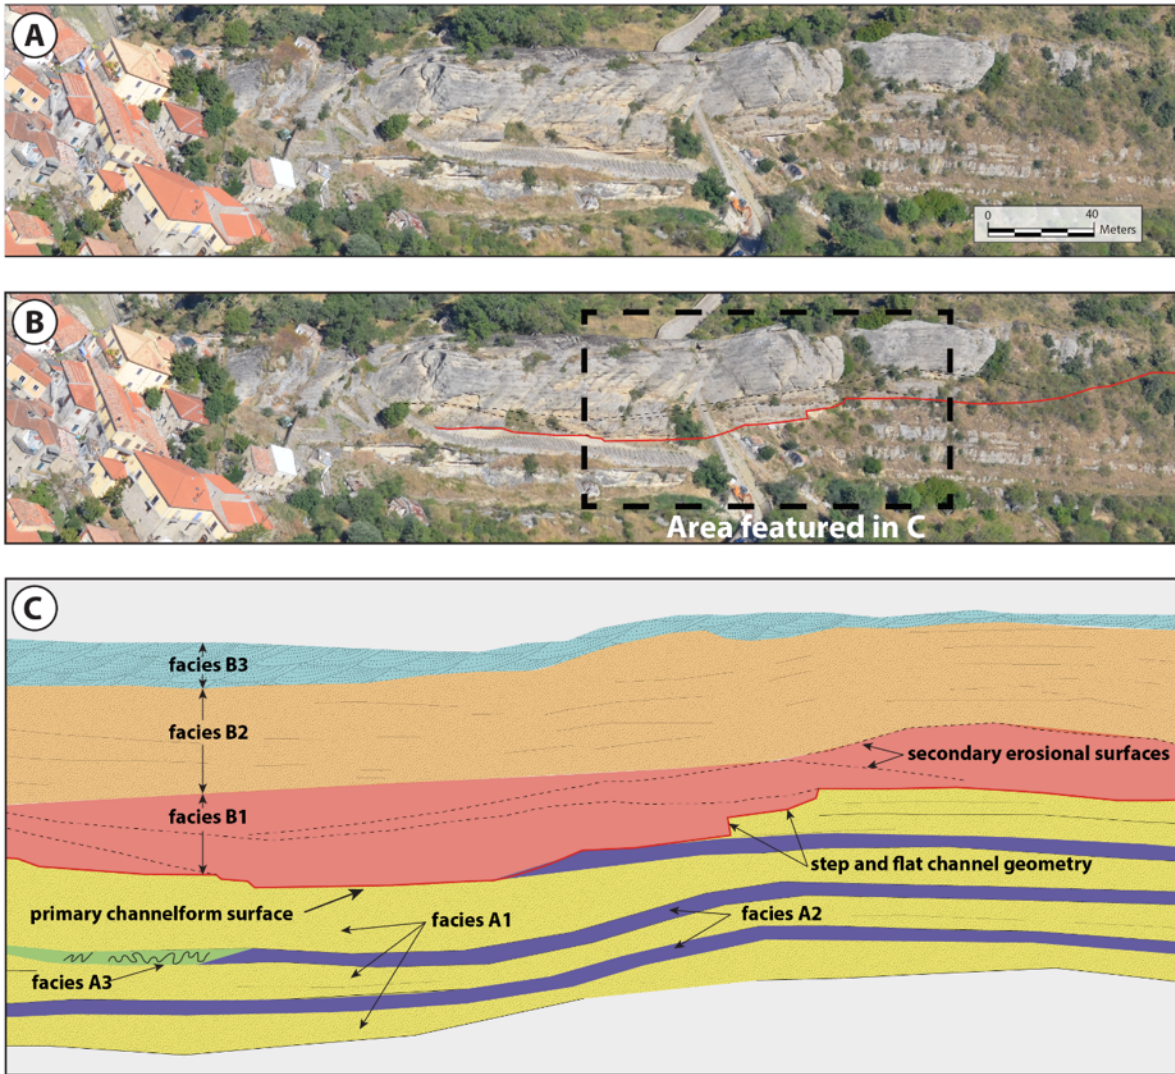 A
0 40
Meters
B
Area featured in C
C
facies B3
facies B2
secondary erosional surfaces
facies B1
step and flat channel geometry
primary channelform surface
facies A1
facies A2
facies A3